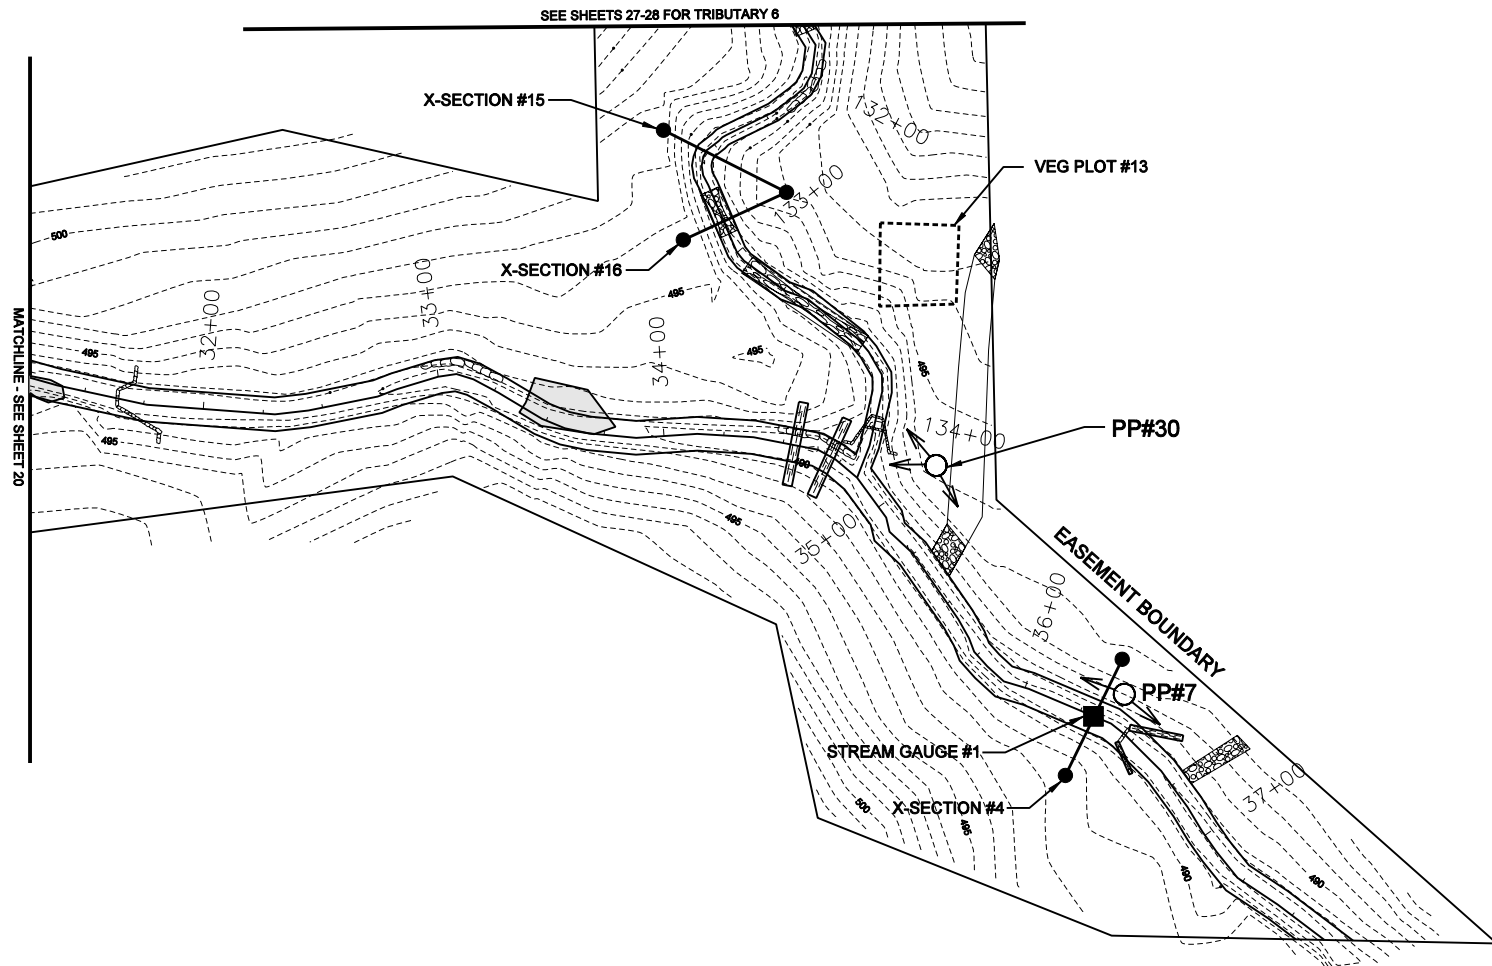 SEE SHEETS 27-28 FOR TRIBUTARY 6
X-SECTION #15
132+00
VEG PLOT #13
133+00
500
X-SECTION #16
495
33+00
32+00
34+00
MATCHLINE - SEE SHEET 20
495
495
495
134+00
PP#30
495
490
495
35+00
EASEMENT BOUNDARY
36+00
PP#7
STREAM GAUGE #1
37+00
500
X-SECTION #4
495
490
490